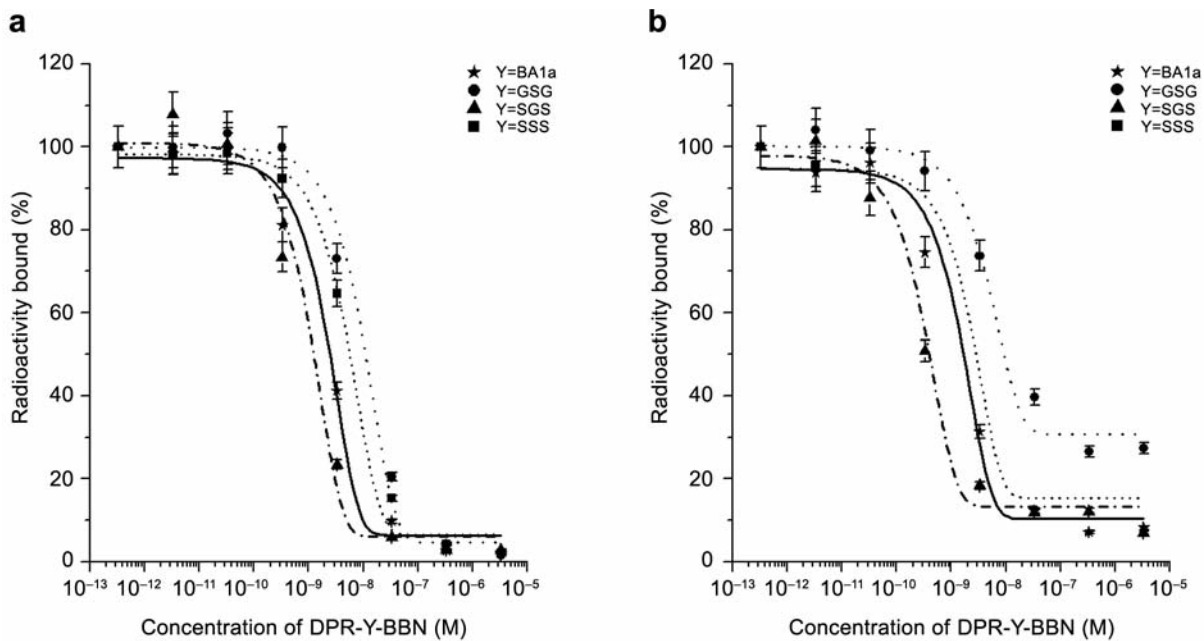 a
120
100
80
60
40
20
0
Radioactivity bound (%)
Y=BA1a
Y=GSG
Y=SGS
Y=SSS
10−13 10−12 10−11 10−10 10−9 10−8 10−7 10−6 10−5
Concentration of DPR-Y-BBN (M)
b
120
100
80
60
40
20
0
Radioactivity bound (%)
Y=BA1a
Y=GSG
Y=SGS
Y=SSS
10−13 10−12 10−11 10−10 10−9 10−8 10−7 10−6 10−5
Concentration of DPR-Y-BBN (M)